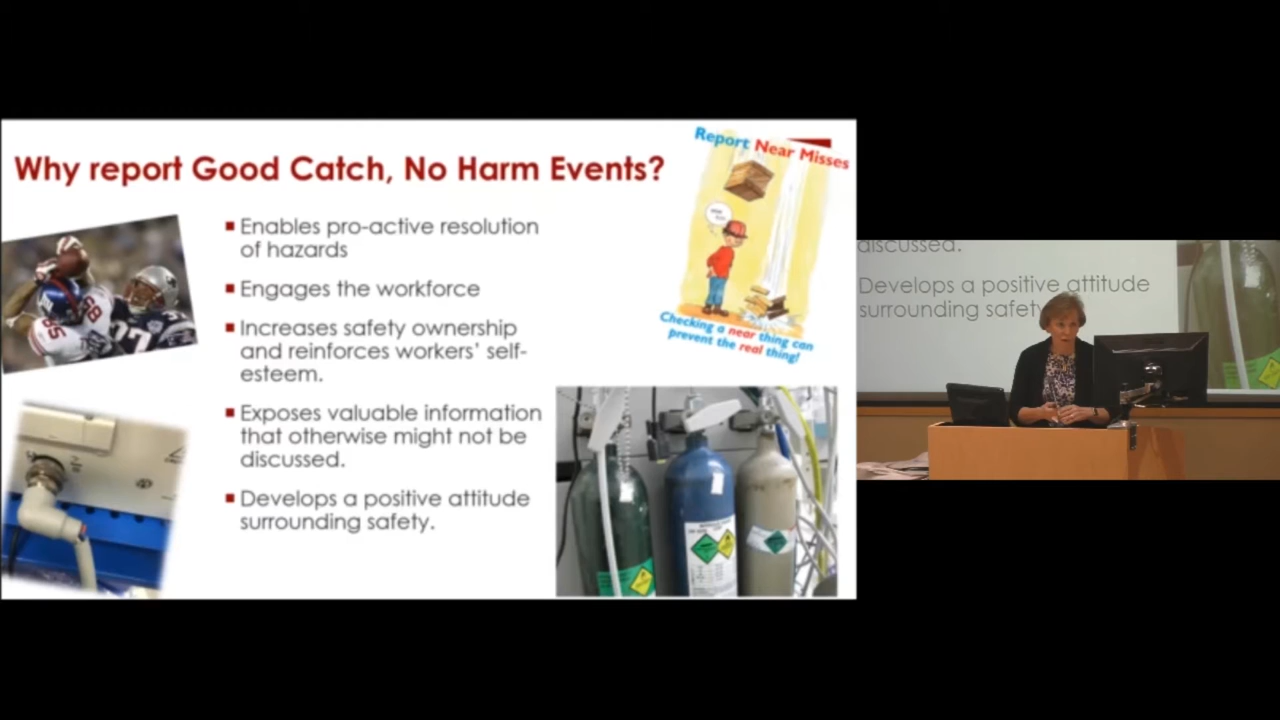 Why report Good Catch, No Harm Events?
Report Near Misses
▪ Enables pro-active resolution
of hazards
▪ Engages the workforce
▪ Increases safety ownership
and reinforces workers' self-
esteem.
▪ Exposes valuable information
that otherwise might not be
discussed.
▪ Develops a positive attitude
surrounding safety.
Checking a near thing can
prevent the real thing!
85
discussed.
Develops a positive attitude
surrounding safety